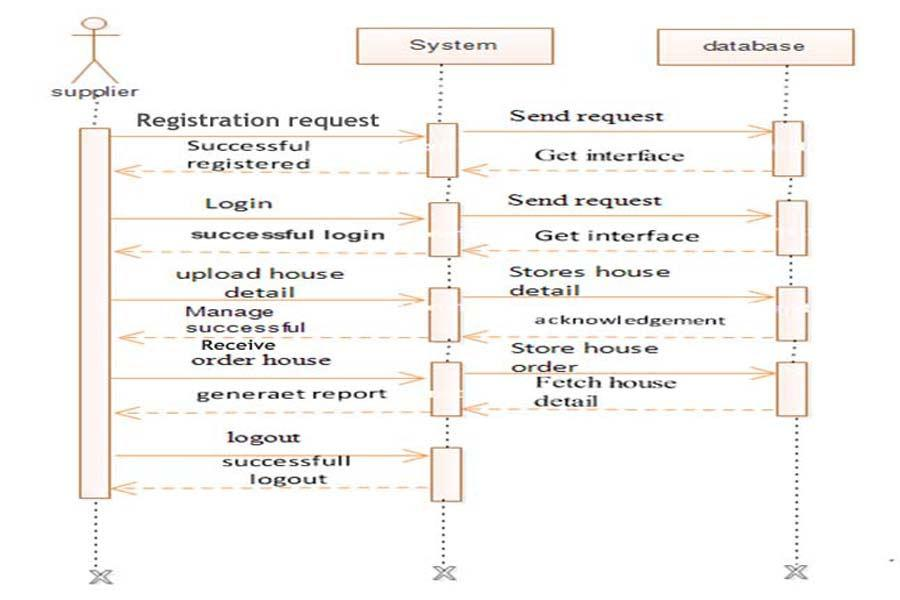 System
database
supplier
Registration request
Send request
Successful
registered
Get interface
Login
Send request
successful login
Get interface
upload house
detail
Stores house
detail
Manage
successful
acknowledgement
Receive
order house
Store house
order
generaet report
Fetch house
detail
logout
successfull
logout